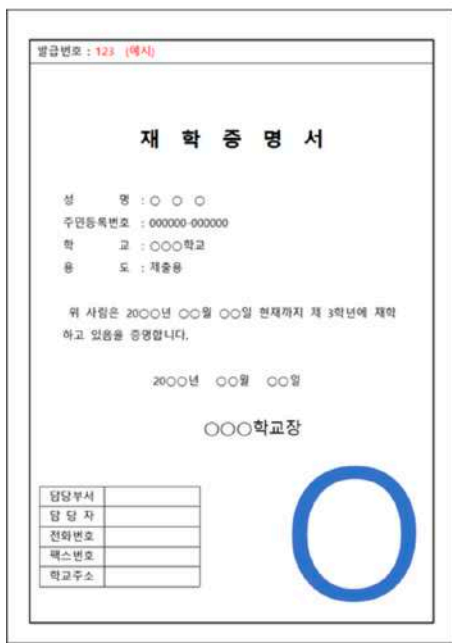 발급번호 : 123 (예시)
재 학 증 명 서
성 명 : ○ ○ ○
주민등록번호 : 000000-000000
학 교 : ○○○학교
용 도 : 제출용
위 사람은 20○○년 ○○월 ○○일 현재까지 제 3학년에 재학
하고 있음을 증명합니다.
20○○년 ○○월 ○○일
○○○학교장
담당부서
담 당 자
전화번호
팩스번호
학교주소
O